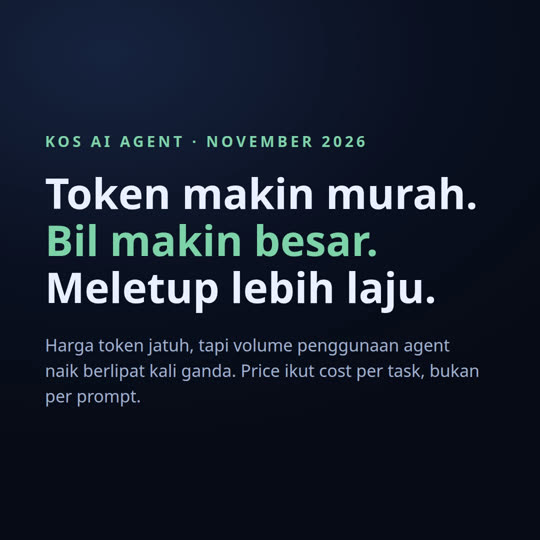 KOS AI AGENT · NOVEMBER 2026
Token makin murah.
Bil makin besar.
Meletup lebih laju.
Harga token jatuh, tapi volume penggunaan agent
naik berlipat kali ganda. Price ikut cost per task, bukan
per prompt.